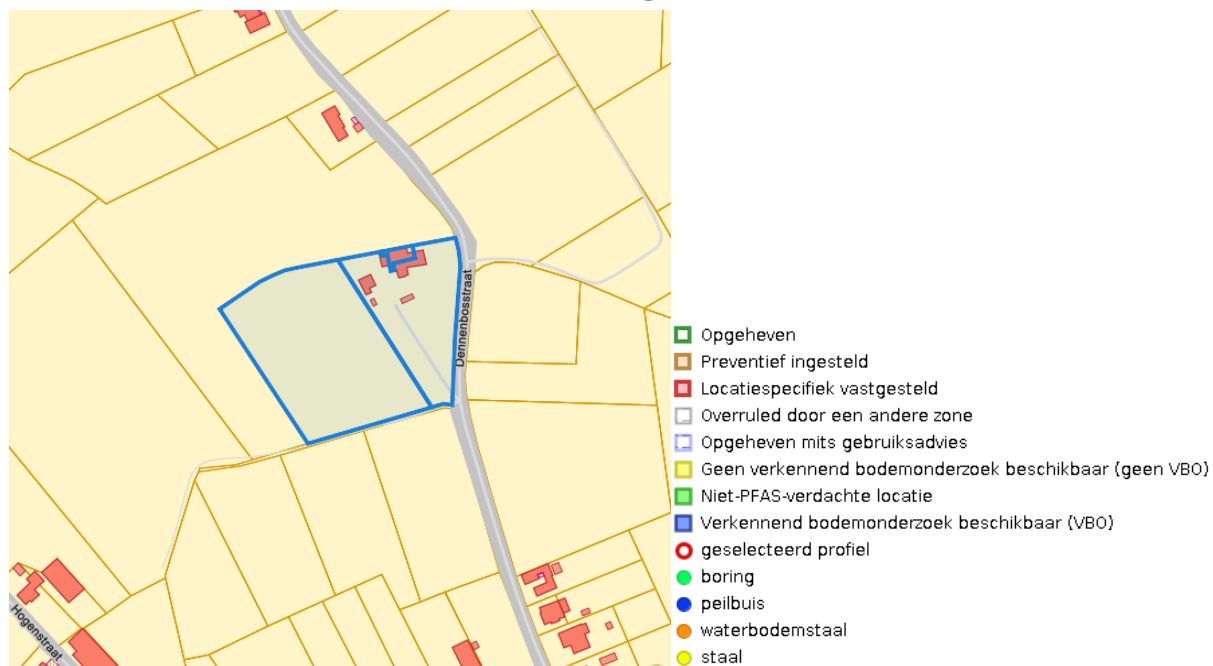 Dennenbosstraat
Hogenstraat
Opgeheven
Preventief ingesteld
Locatiespecifiek vastgesteld
Overruled door een andere zone
Opgeheven mits gebruiksadvies
Geen verkennend bodemonderzoek beschikbaar (geen VBO)
Niet-PFAS-verdachte locatie
Verkennend bodemonderzoek beschikbaar (VBO)
geselecteerd profiel
boring
peilbuis
waterbodemstaal
staal